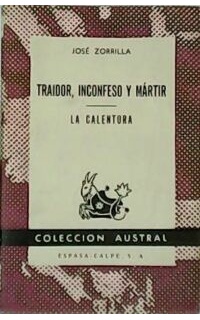 JOSÉ ZORRILLA
TRAIDOR, INCONFESO Y MÁRTIR
LA CALENTURA
COLECCION AUSTRAL
ESPASA-CALPE, S. A.